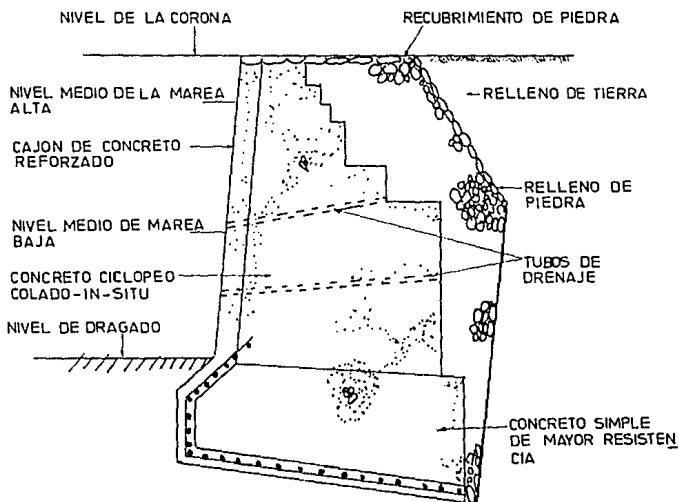 NIVEL DE LA CORONA
RECUBRIMIENTO DE PIEDRA
NIVEL MEDIO DE LA MAREA
ALTA
RELLENO DE TIERRA
CAJON DE CONCRETO
REFORZADO
RELLENO DE
PIEDRA
NIVEL MEDIO DE MAREA
BAJA
TUBOS DE
DRENAJE
CONCRETO CICLOPEO
COLADO-IN-SITU
NIVEL DE DRAGADO
CONCRETO SIMPLE
DE MAYOR RESISTEN
CIA